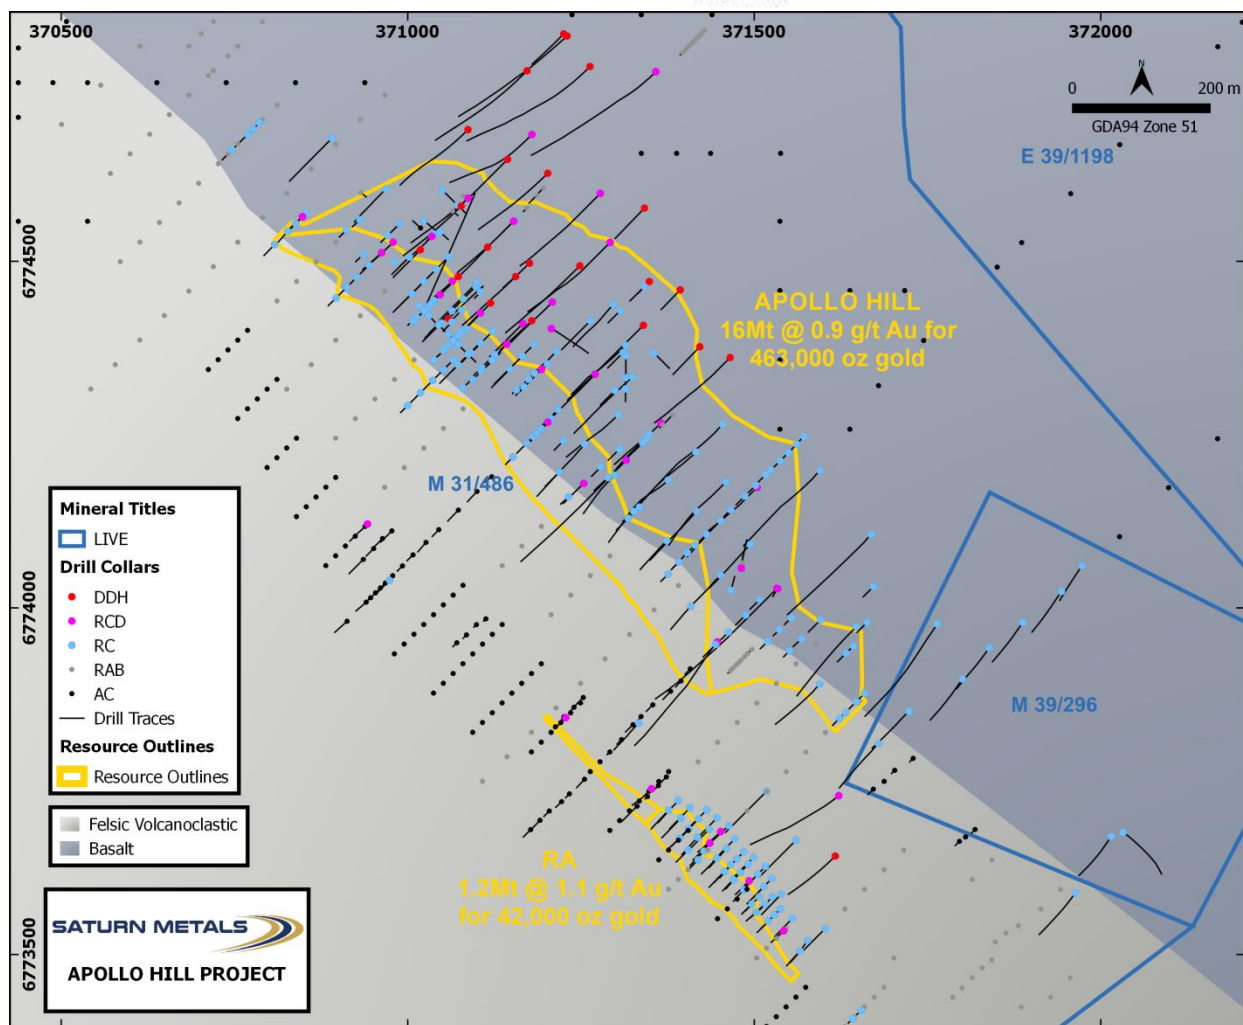 370500
371000
371500
372000
N
0
200 m
GDA94 Zone 51
E 39/1198
6774500
APOLLO HILL
16Mt @ 0.9 g/t Au for
463,000 oz gold
M 31/486
Mineral Titles
LIVE
Drill Collars
DDH
RCD
RC
RAB
AC
Drill Traces
Resource Outlines
Resource Outlines
6774000
M 39/296
Felsic Volcanoclastic
Basalt
RA
1.2Mt @ 1.1 g/t Au
for 42,000 oz gold
SATURN METALS
APOLLO HILL PROJECT
6773500